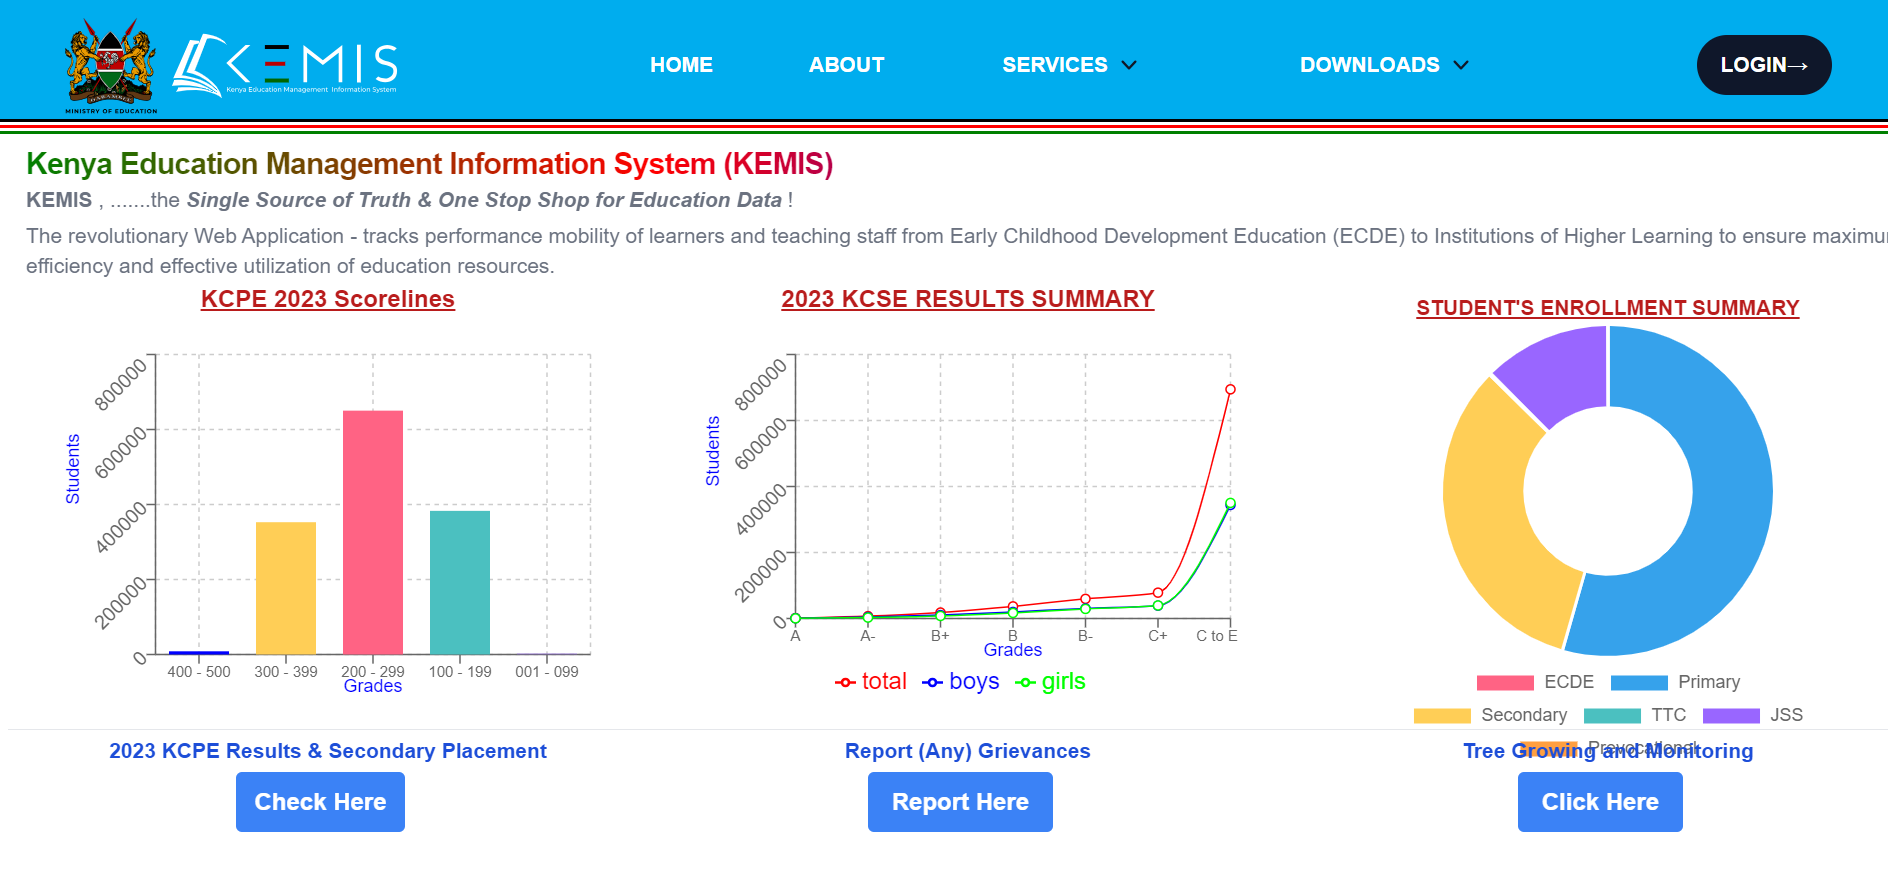 MINISTRY OF EDUCATION
KEMIS
Kenya Education Management Information System
HOME
ABOUT
SERVICES
DOWNLOADS
LOGIN→
Kenya Education Management Information System (KEMIS)
KEMIS , .......the Single Source of Truth & One Stop Shop for Education Data !
The revolutionary Web Application - tracks performance mobility of learners and teaching staff from Early Childhood Development Education (ECDE) to Institutions of Higher Learning to ensure maximu
efficiency and effective utilization of education resources.
KCPE 2023 Scorelines
800000
600000
400000
200000
0
Students
400 - 500
300 - 399
200 - 299
100 - 199
001 - 099
Grades
2023 KCSE RESULTS SUMMARY
800000
600000
400000
200000
0
Students
A
A-
B+
B
B-
C+
C to E
Grades
total
boys
girls
STUDENT'S ENROLLMENT SUMMARY
ECDE
Primary
Secondary
TTC
JSS
Prevocational
2023 KCPE Results & Secondary Placement
Check Here
Report (Any) Grievances
Report Here
Tree Growing and Monitoring
Click Here